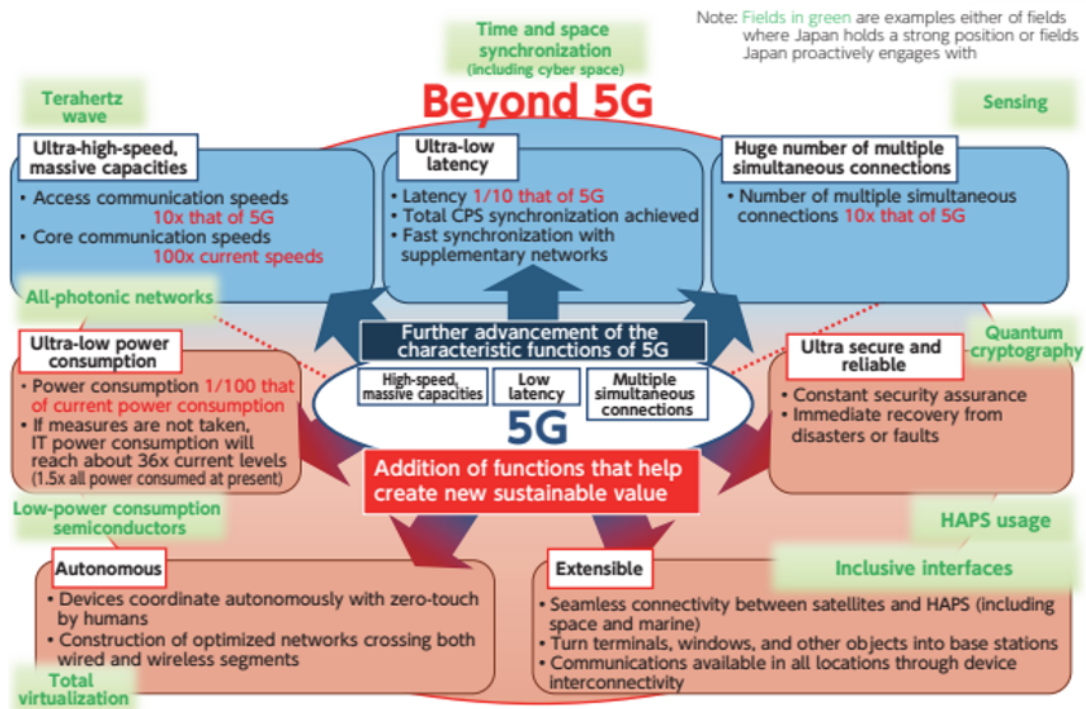 Note: Fields in green are examples either of fields
where Japan holds a strong position or fields
Japan proactively engages with
Time and space
synchronization
(including cyber space)
Beyond 5G
Terahertz
wave
Sensing
Ultra-high-speed,
massive capacities
• Access communication speeds
10x that of 5G
• Core communication speeds
100x current speeds
Ultra-low
latency
• Latency 1/10 that of 5G
• Total CPS synchronization achieved
• Fast synchronization with
supplementary networks
Huge number of multiple
simultaneous connections
• Number of multiple simultaneous
connections 10x that of 5G
All-photonic networks
Further advancement of the
characteristic functions of 5G
High-speed,
massive capacities
Low
latency
Multiple
simultaneous
connections
5G
Addition of functions that help
create new sustainable value
Ultra-low power
consumption
• Power consumption 1/100 that
of current power consumption
• If measures are not taken,
IT power consumption will
reach about 36x current levels
(1.5x all power consumed at present)
Quantum
cryptography
Ultra secure and
reliable
• Constant security assurance
• Immediate recovery from
disasters or faults
Low-power consumption
semiconductors
HAPS usage
Autonomous
• Devices coordinate autonomously with zero-touch
by humans
• Construction of optimized networks crossing both
wired and wireless segments
Total
virtualization
Extensible
Inclusive interfaces
• Seamless connectivity between satellites and HAPS (including
space and marine)
• Turn terminals, windows, and other objects into base stations
• Communications available in all locations through device
interconnectivity